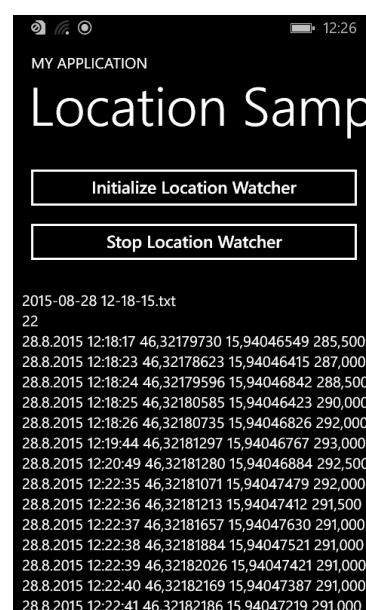 12:26
MY APPLICATION
Location Samp
Initialize Location Watcher
Stop Location Watcher
2015-08-28 12-18-15.txt
22
28.8.2015 12:18:17 46,32179730 15,94046549 285,500
28.8.2015 12:18:23 46,32178623 15,94046415 287,000
28.8.2015 12:18:24 46,32179596 15,94046842 288,500
28.8.2015 12:18:25 46,32180585 15,94046423 290,000
28.8.2015 12:18:26 46,32180735 15,94046826 292,000
28.8.2015 12:19:44 46,32181297 15,94046767 293,000
28.8.2015 12:20:49 46,32181280 15,94046884 292,500
28.8.2015 12:22:35 46,32181071 15,94047479 292,000
28.8.2015 12:22:36 46,32181213 15,94047412 291,500
28.8.2015 12:22:37 46,32181657 15,94047630 291,000
28.8.2015 12:22:38 46,32181884 15,94047521 291,000
28.8.2015 12:22:39 46,32182026 15,94047421 291,000
28.8.2015 12:22:40 46,32182169 15,94047387 291,000
28.8.2015 12:22:41 46,32182186 15,94047219 291,000